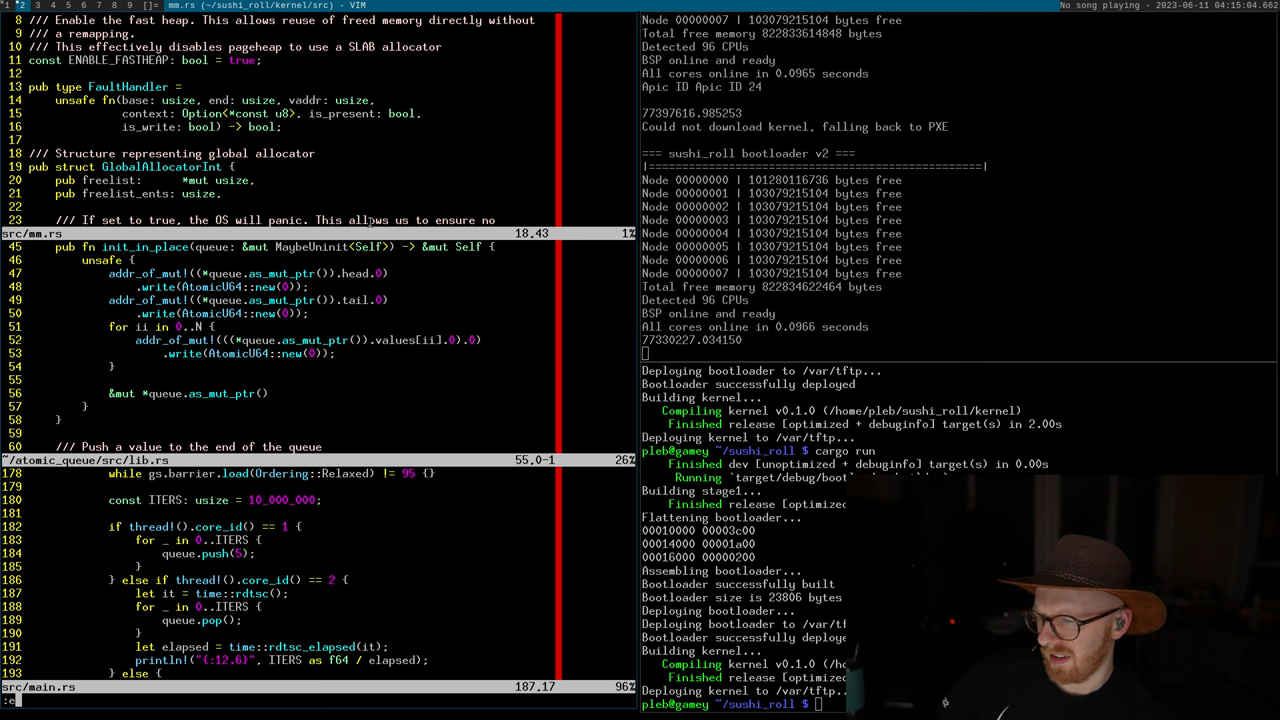 1 2 3 4 5 6 7 8 9 []= mm.rs (~/sushi_roll/kernel/src) - VIM
No song playing - 2023-06-11 04:15:04.662
8 /// Enable the fast heap. This allows reuse of freed memory directly without
9 /// a remapping.
10 /// This effectively disables pageheap to use a SLAB allocator
11 const ENABLE_FASTHEAP: bool = true;
12
13 pub type FaultHandler =
14     unsafe fn(base: usize, end: usize, vaddr: usize,
15               context: Option<*const u8>, is_present: bool,
16               is_write: bool) -> bool;
17
18 /// Structure representing global allocator
19 pub struct GlobalAllocatorInt {
20     pub freelist:      *mut usize,
21     pub freelist_ents: usize,
22
23     /// If set to true, the OS will panic. This allows us to ensure no
src/mm.rs 18,43 1%
45     pub fn init_in_place(queue: &mut MaybeUninit<Self>) -> &mut Self {
46         unsafe {
47             addr_of_mut!((*queue.as_mut_ptr()).head.0)
48                 .write(AtomicU64::new(0));
49             addr_of_mut!((*queue.as_mut_ptr()).tail.0)
50                 .write(AtomicU64::new(0));
51             for ii in 0..N {
52                 addr_of_mut!(((*queue.as_mut_ptr()).values[ii].0).0)
53                     .write(AtomicU64::new(0));
54             }
55
56             &mut *queue.as_mut_ptr()
57         }
58     }
59
60     /// Push a value to the end of the queue
~/atomic_queue/src/lib.rs 55,0-1 26%
178             while gs.barrier.load(Ordering::Relaxed) != 95 {}
179
180             const ITERS: usize = 10_000_000;
181
182             if thread!().core_id() == 1 {
183                 for _ in 0..ITERS {
184                     queue.push(5);
185                 }
186             } else if thread!().core_id() == 2 {
187                 let it = time::rdtsc();
188                 for _ in 0..ITERS {
189                     queue.pop();
190                 }
191                 let elapsed = time::rdtsc_elapsed(it);
192                 println!("{:12.6}", ITERS as f64 / elapsed);
193             } else {
src/main.rs 187,17 96%
:e
Node 00000007 | 103079215104 bytes free
Total free memory 822833614848 bytes
Detected 96 CPUs
BSP online and ready
All cores online in 0.0965 seconds
Apic ID Apic ID 24
77397616.985253
Could not download kernel, falling back to PXE
=== sushi_roll bootloader v2 ===
|==================================================|
Node 00000000 | 101280116736 bytes free
Node 00000001 | 103079215104 bytes free
Node 00000002 | 103079215104 bytes free
Node 00000003 | 103079215104 bytes free
Node 00000004 | 103079215104 bytes free
Node 00000005 | 103079215104 bytes free
Node 00000006 | 103079215104 bytes free
Node 00000007 | 103079215104 bytes free
Total free memory 822834622464 bytes
Detected 96 CPUs
BSP online and ready
All cores online in 0.0966 seconds
77330227.034150
Deploying bootloader to /var/tftp...
Bootloader successfully deployed
Building kernel...
Compiling kernel v0.1.0 (/home/pleb/sushi_roll/kernel)
Finished release [optimized + debuginfo] target(s) in 2.00s
Deploying kernel to /var/tftp...
pleb@gamey ~/sushi_roll $ cargo run
Finished dev [unoptimized + debuginfo] target(s) in 0.00s
Running `target/debug/boot
Building stage1...
Finished release [optimized
Flattening bootloader...
00010000 00003c00
00014000 00001a00
00016000 00000200
Assembling bootloader...
Bootloader successfully built
Bootloader size is 23806 bytes
Deploying bootloader...
Deploying bootloader to /var/tf
Bootloader successfully deploye
Building kernel...
Compiling kernel v0.1.0 (/ho
Finished release [optimized
Deploying kernel to /var/tftp..
pleb@gamey ~/sushi_roll $